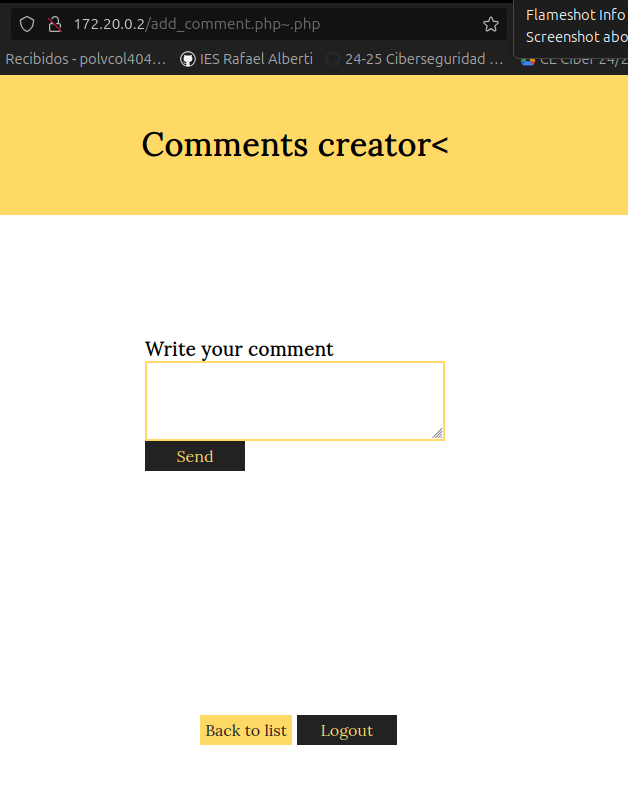 172.20.0.2/add_comment.php~.php
Flameshot Info
Screenshot abo
Recibidos - polvcol404…
IES Rafael Alberti
24-25 Ciberseguridad …
CE Ciber 24/2
Comments creator<
Write your comment
Send
Back to list
Logout